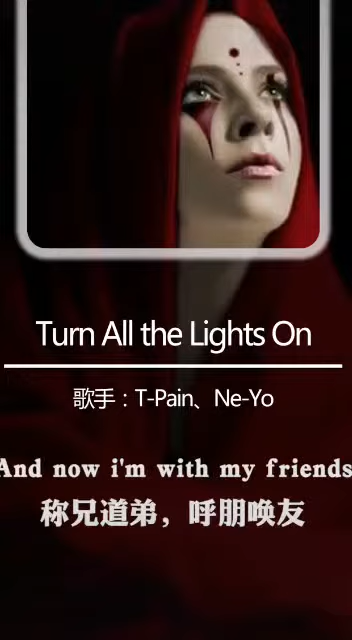 Turn All the Lights On
歌手：T-Pain、Ne-Yo
And now i'm with my friends
称兄道弟，呼朋唤友